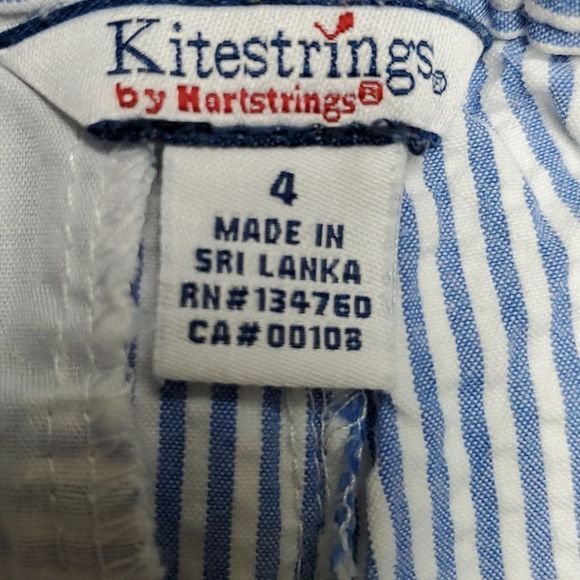 Kitestrings®
by Hartstrings®
4
MADE IN
SRI LANKA
RN#134760
CA#00108